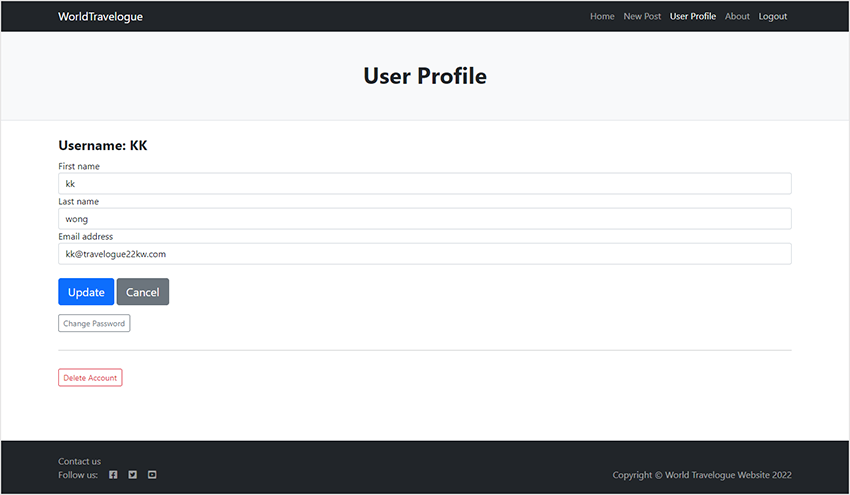 WorldTravelogue Home New Post User Profile About Logout
User Profile
Username: KK
First name
kk
Last name
wong
Email address
kk@travelogue22kw.com
Update Cancel
Change Password
Delete Account
Contact us
Follow us: Copyright © World Travelogue Website 2022